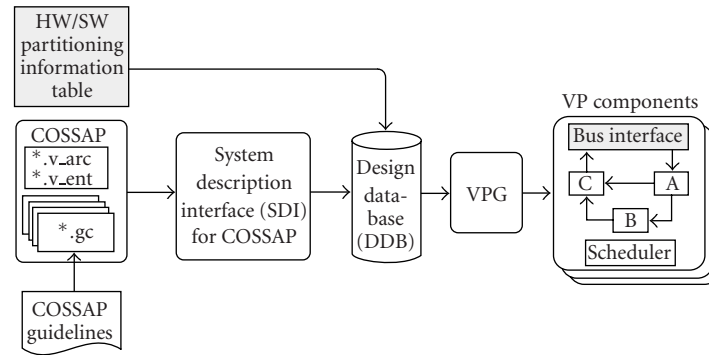 HW/SW
partitioning
information
table
COSSAP
*.v_arc
*.v_ent
*.gc
COSSAP
guidelines
System
description
interface (SDI)
for COSSAP
Design
data-
base
(DDB)
VPG
VP components
Bus interface
C
A
B
Scheduler